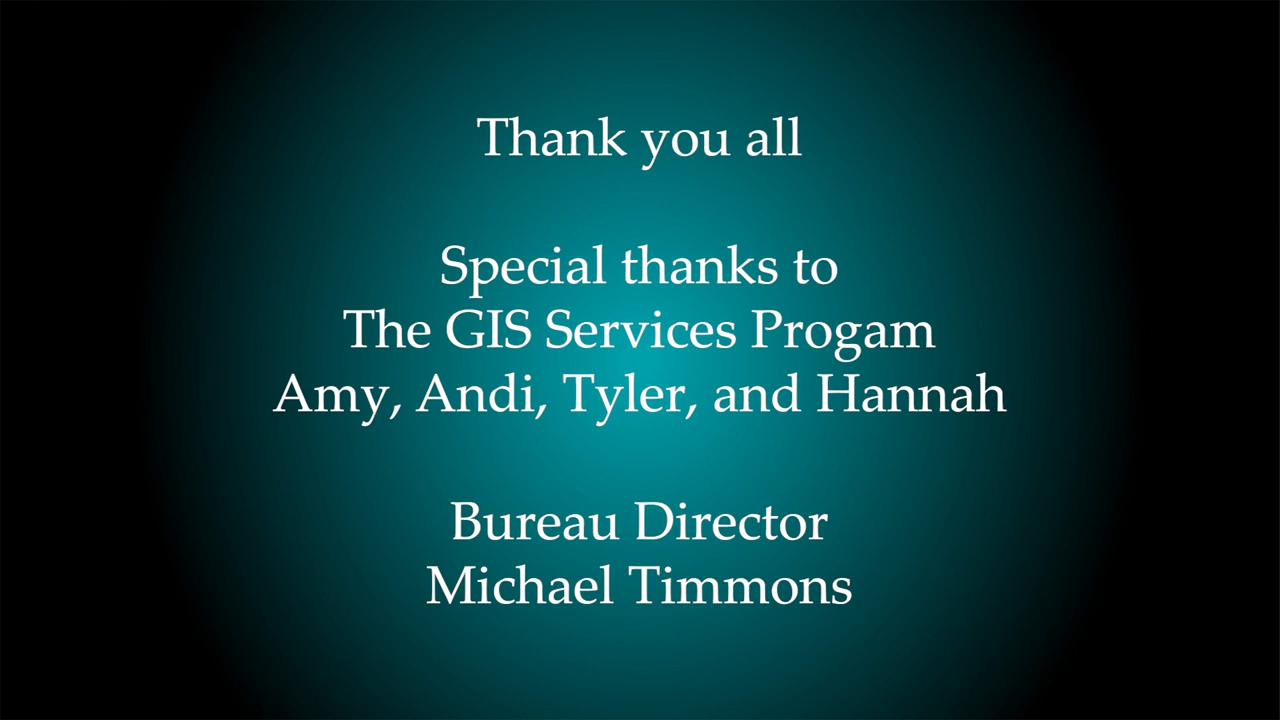 Thank you all
Special thanks to
The GIS Services Progam
Amy, Andi, Tyler, and Hannah
Bureau Director
Michael Timmons